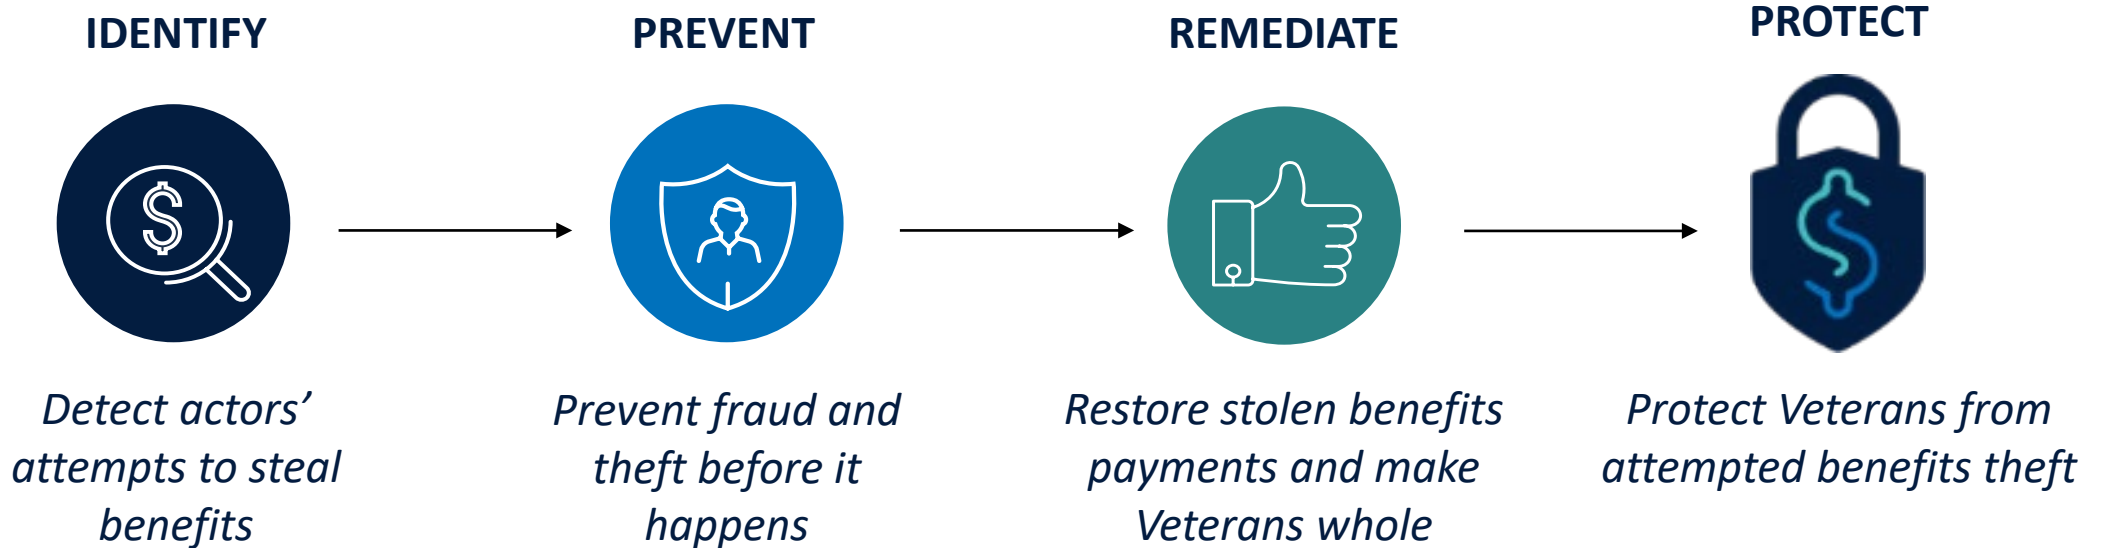 IDENTIFY
Detect actors’
attempts to steal
benefits
PREVENT
Prevent fraud and
theft before it
happens
REMEDIATE
Restore stolen benefits
payments and make
Veterans whole
PROTECT
Protect Veterans from
attempted benefits theft